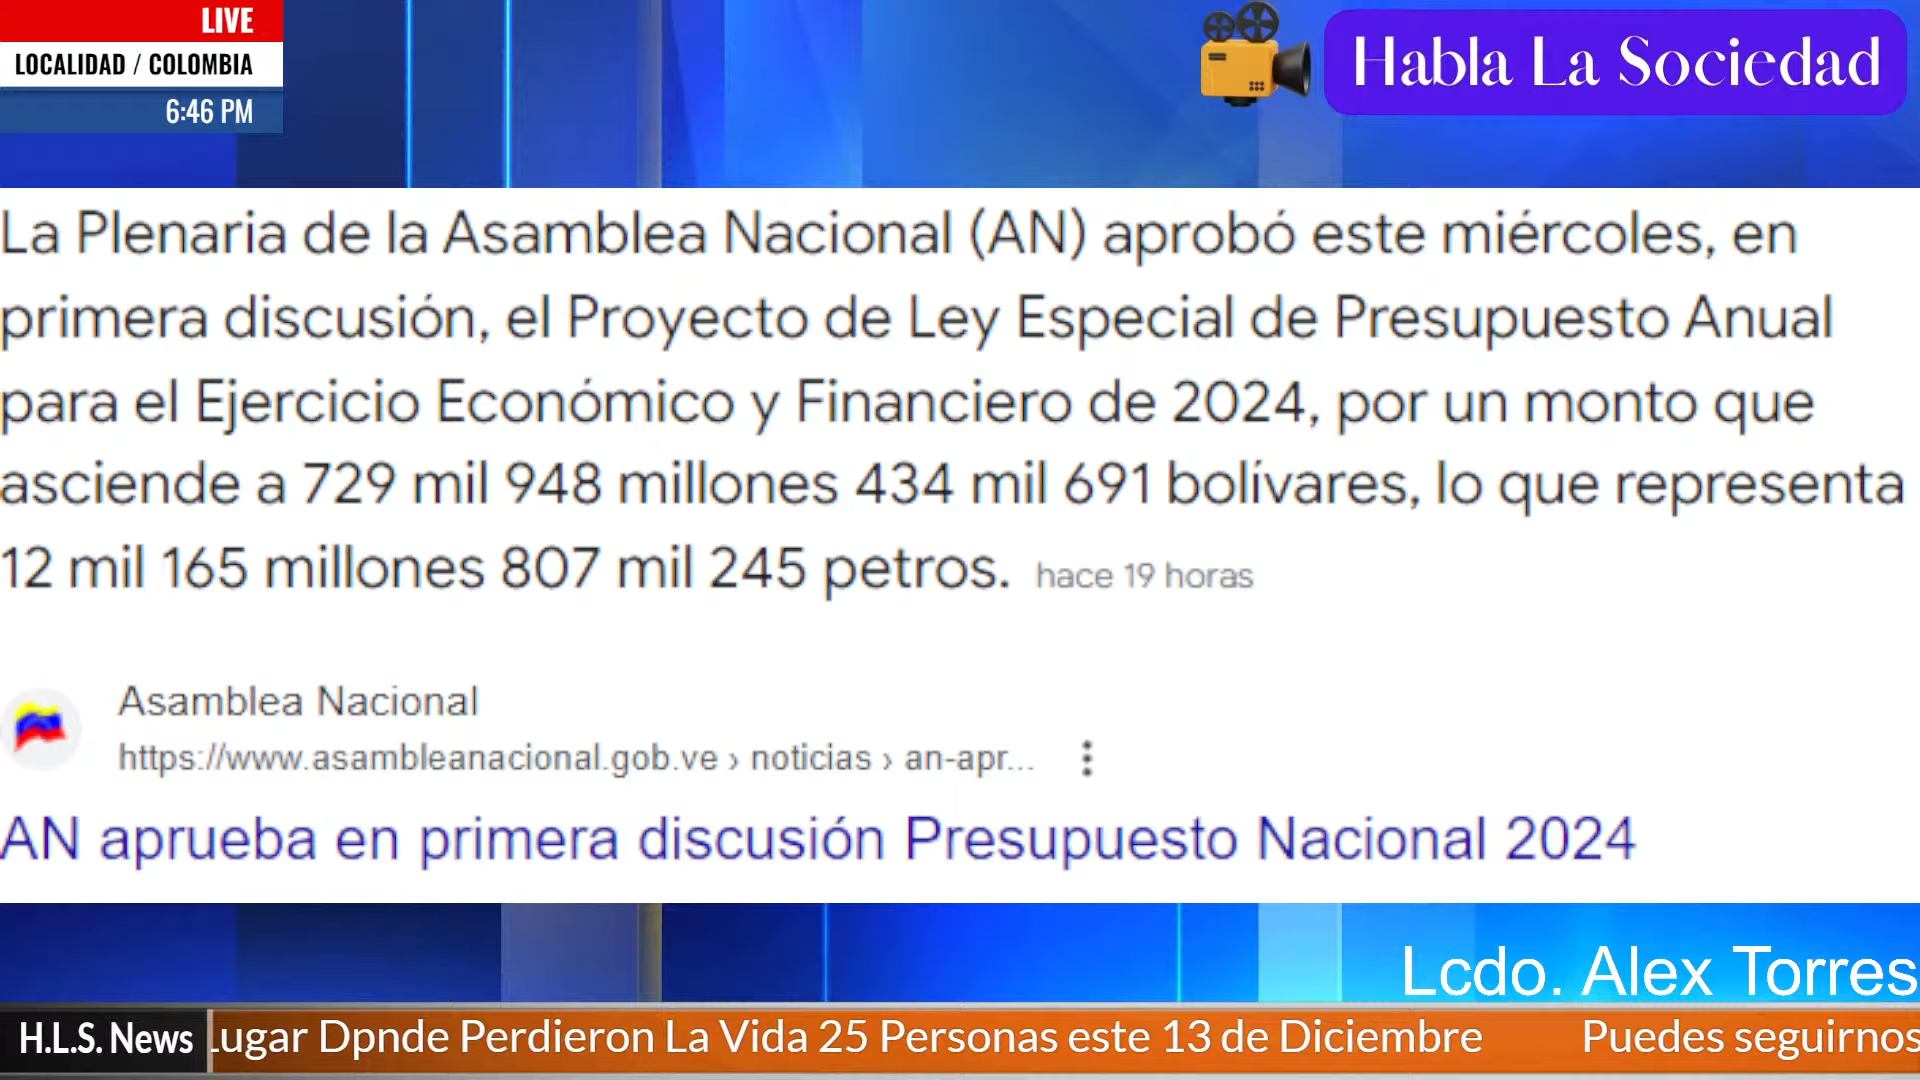 LIVE
LOCALIDAD / COLOMBIA
6:46 PM
Habla La Sociedad
La Plenaria de la Asamblea Nacional (AN) aprobó este miércoles, en
primera discusión, el Proyecto de Ley Especial de Presupuesto Anual
para el Ejercicio Económico y Financiero de 2024, por un monto que
asciende a 729 mil 948 millones 434 mil 691 bolívares, lo que representa
12 mil 165 millones 807 mil 245 petros. hace 19 horas
Asamblea Nacional
https://www.asambleanacional.gob.ve › noticias › an-apr...
AN aprueba en primera discusión Presupuesto Nacional 2024
Lcdo. Alex Torres
H.L.S. News Lugar Dpnde Perdieron La Vida 25 Personas este 13 de Diciembre Puedes seguirnos